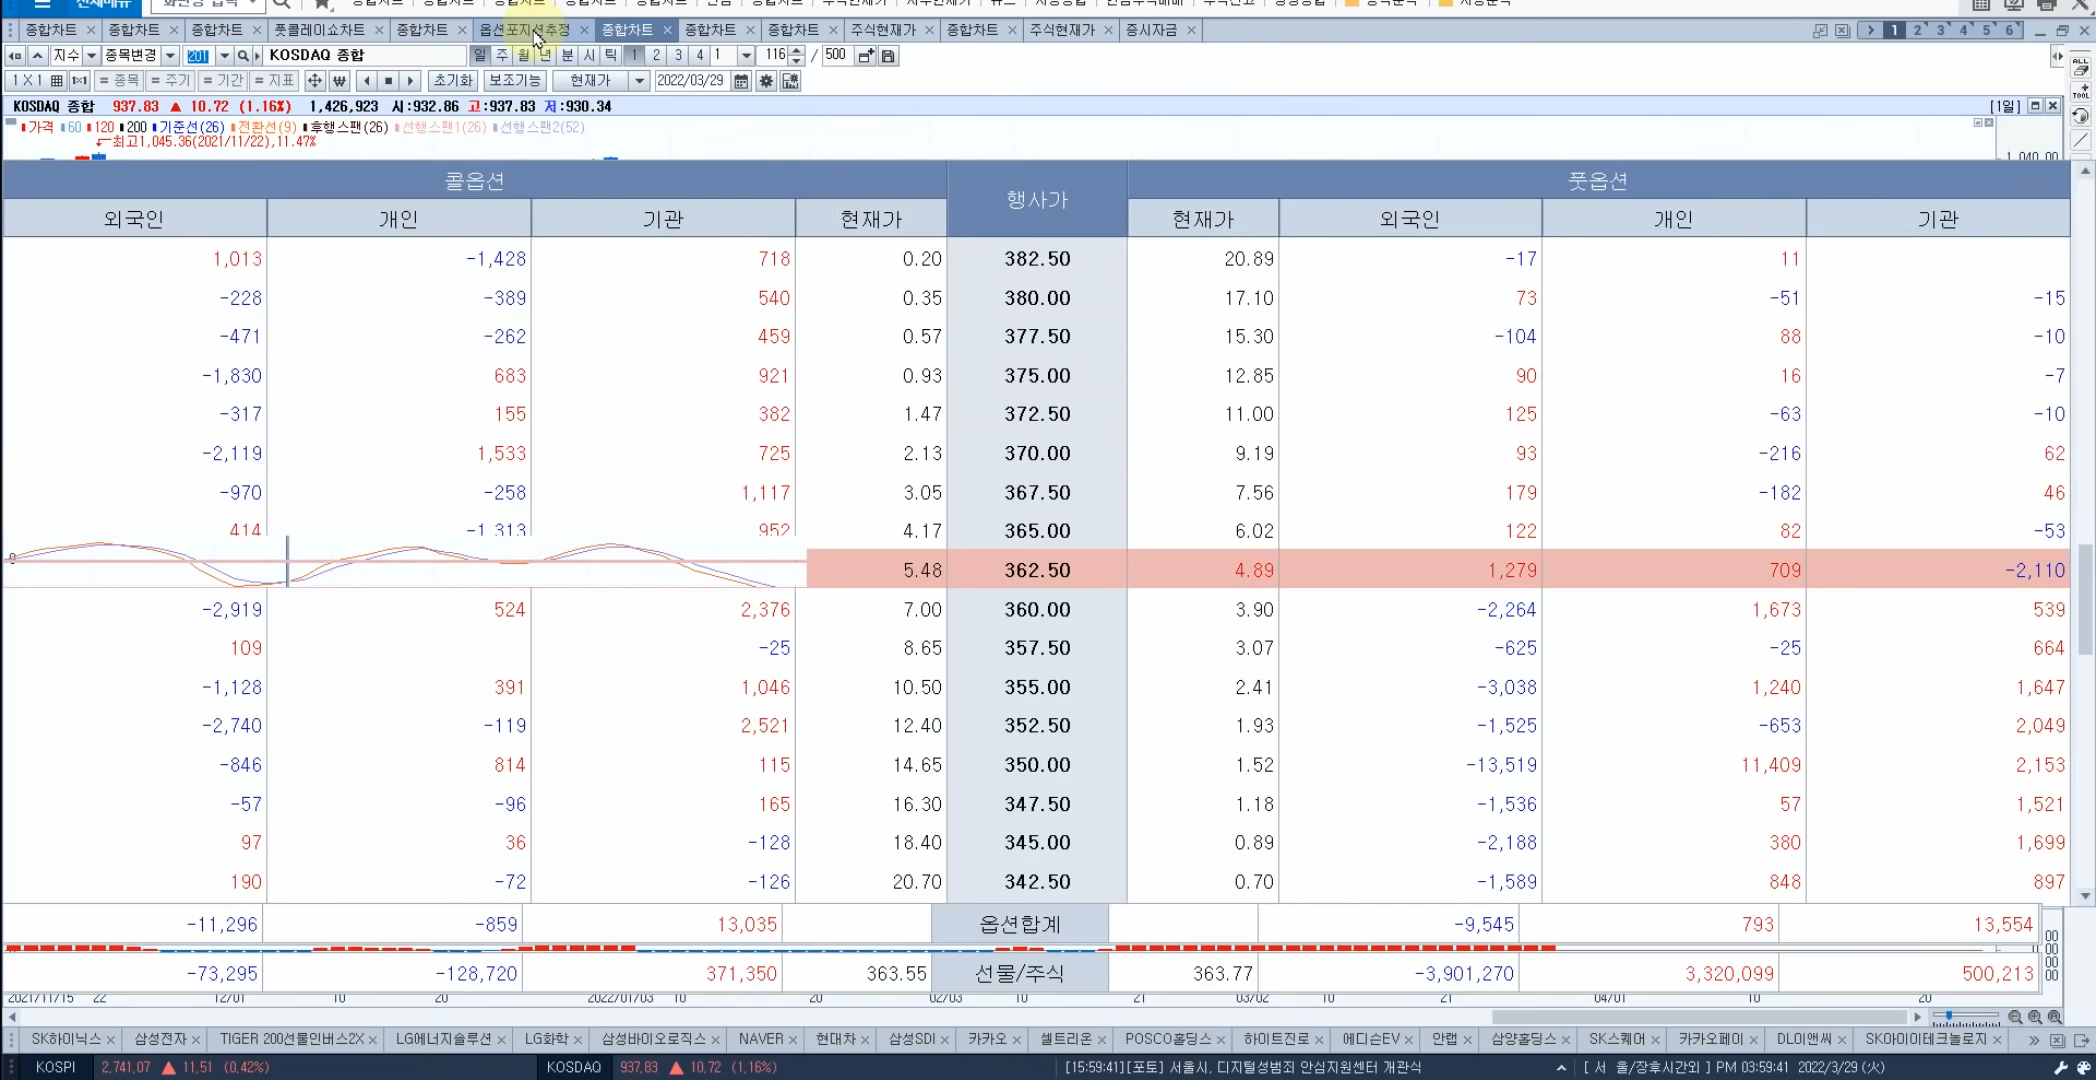 전체메뉴
종합차트 × 종합차트 × 종합차트 × 풋콜레이쇼차트 × 종합차트 × 옵션포지션추정 × 종합차트 × 종합차트 × 종합차트 × 주식현재가 × 종합차트 × 주식현재가 × 증시자금 × 1 2 3 4 5 6
지수 종목변경 201 KOSDAQ 종합 일 주 월 년 분 시 틱 1 2 3 4 1 116 / 500
1 X 1 종목 주기 기간 지표 초기화 보조기능 현재가 2022/03/29
KOSDAQ 종합 937.83 ▲ 10.72 (1.16%) 1,426,923 시:932.86 고:937.83 저:930.34 [1일]
가격 60 120 200 기준선(26) 전환선(9) 후행스팬(26) 선행스팬1(26) 선행스팬2(52)
최고1,045.36(2021/11/22),11.47%
1,040.00
콜옵션 행사가 풋옵션
외국인 개인 기관 현재가 현재가 외국인 개인 기관
1,013 -1,428 718 0.20 382.50 20.89 -17 11
-228 -389 540 0.35 380.00 17.10 73 -51 -15
-471 -262 459 0.57 377.50 15.30 -104 88 -10
-1,830 683 921 0.93 375.00 12.85 90 16 -7
-317 155 382 1.47 372.50 11.00 125 -63 -10
-2,119 1,533 725 2.13 370.00 9.19 93 -216 62
-970 -258 1,117 3.05 367.50 7.56 179 -182 46
414 -1,313 952 4.17 365.00 6.02 122 82 -53
0 5.48 362.50 4.89 1,279 709 -2,110
-2,919 524 2,376 7.00 360.00 3.90 -2,264 1,673 539
109 -25 8.65 357.50 3.07 -625 -25 664
-1,128 391 1,046 10.50 355.00 2.41 -3,038 1,240 1,647
-2,740 -119 2,521 12.40 352.50 1.93 -1,525 -653 2,049
-846 814 115 14.65 350.00 1.52 -13,519 11,409 2,153
-57 -96 165 16.30 347.50 1.18 -1,536 57 1,521
97 36 -128 18.40 345.00 0.89 -2,188 380 1,699
190 -72 -126 20.70 342.50 0.70 -1,589 848 897
-11,296 -859 13,035 옵션합계 -9,545 793 13,554
-73,295 -128,720 371,350 363.55 선물/주식 363.77 -3,901,270 3,320,099 500,213
2021/11/15 22 12/01 10 20 2022/01/03 10 20 02/03 10 21 03/02 10 21 04/01 10 20
SK하이닉스 × 삼성전자 × TIGER 200선물인버스2X × LG에너지솔루션 × LG화학 × 삼성바이오로직스 × NAVER × 현대차 × 삼성SDI × 카카오 × 셀트리온 × POSCO홀딩스 × 하이트진로 × 에디슨EV × 안랩 × 삼양홀딩스 × SK스퀘어 × 카카오페이 × DL이앤씨 × SK아이이테크놀로지 ×
KOSPI 2,741.07 ▲ 11.51 (0.42%) KOSDAQ 937.83 ▲ 10.72 (1.16%) [15:59:41][포토] 서울시, 디지털성범죄 안심지원센터 개관식 [ 서 울/장후시간외 ] PM 03:59:41 2022/3/29 (火)